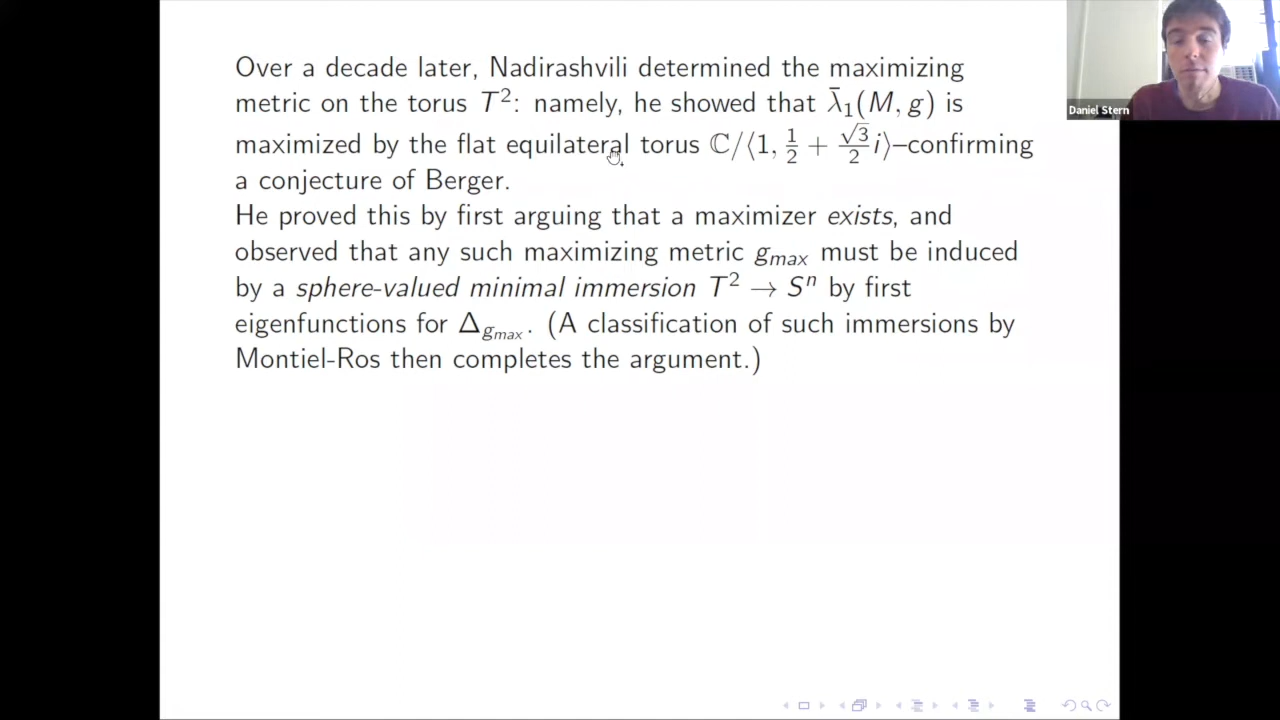 Over a decade later, Nadirashvili determined the maximizing
metric on the torus T²: namely, he showed that λ̄₁(M, g) is
maximized by the flat equilateral torus ℂ/⟨1, 1/2 + √3/2 i⟩–confirming
a conjecture of Berger.
He proved this by first arguing that a maximizer exists, and
observed that any such maximizing metric g_max must be induced
by a sphere-valued minimal immersion T² → Sⁿ by first
eigenfunctions for Δ_{g_max}. (A classification of such immersions by
Montiel-Ros then completes the argument.)
Daniel Stern